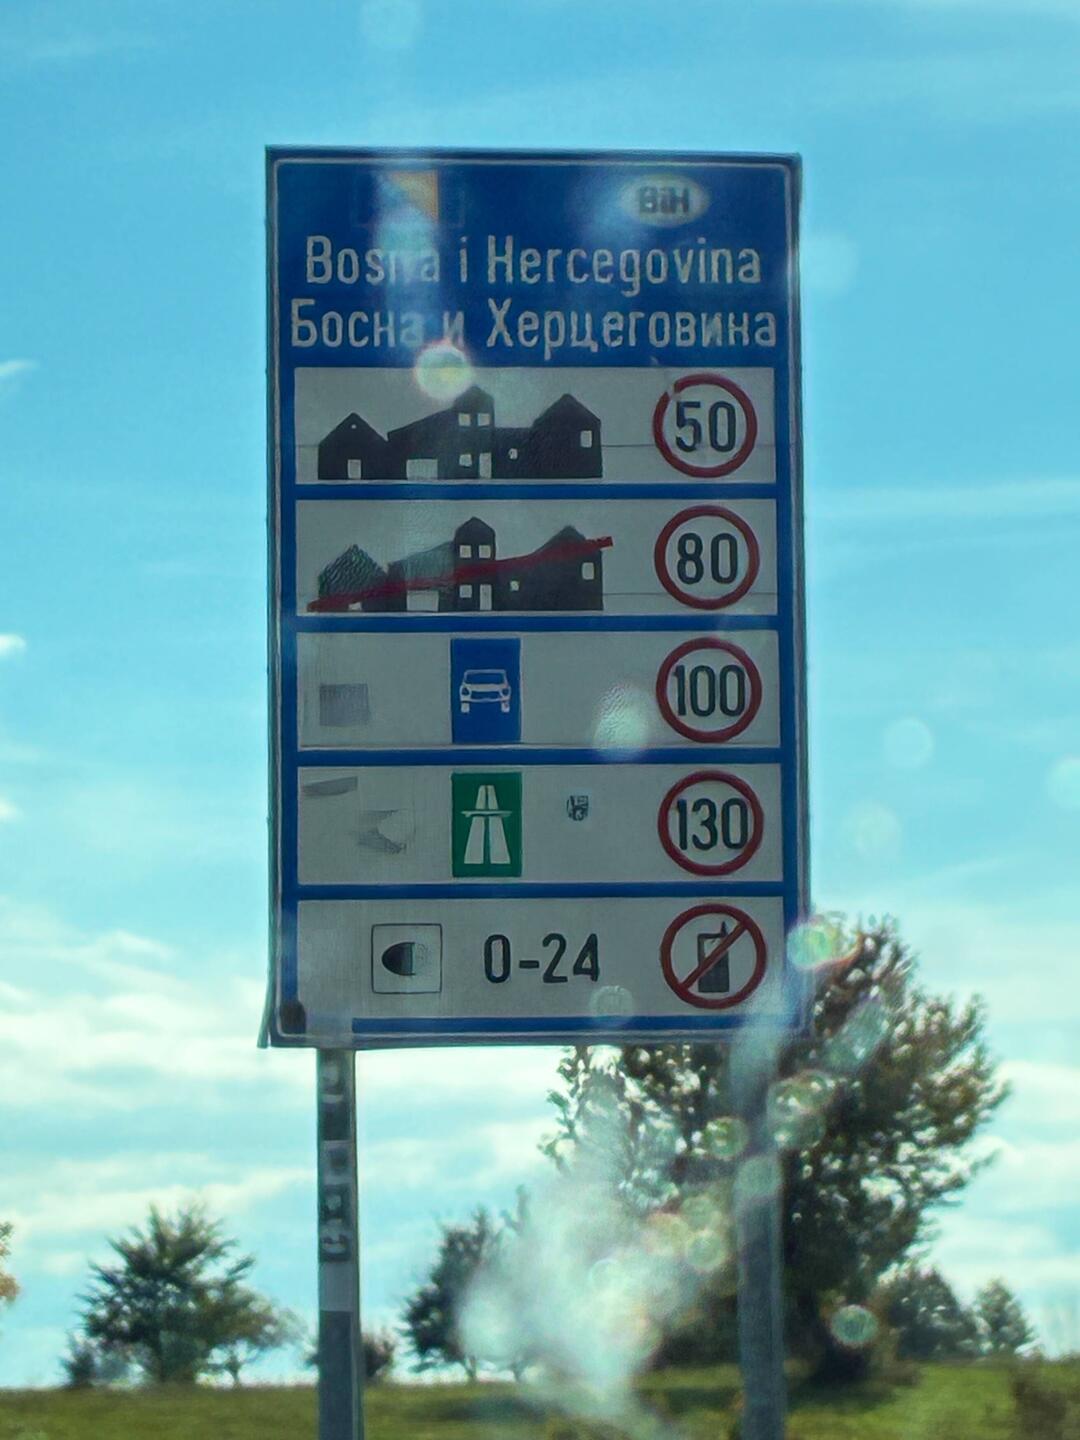 BiH
Bosna i Hercegovina
Босна и Херцеговина
50
80
100
130
0-24